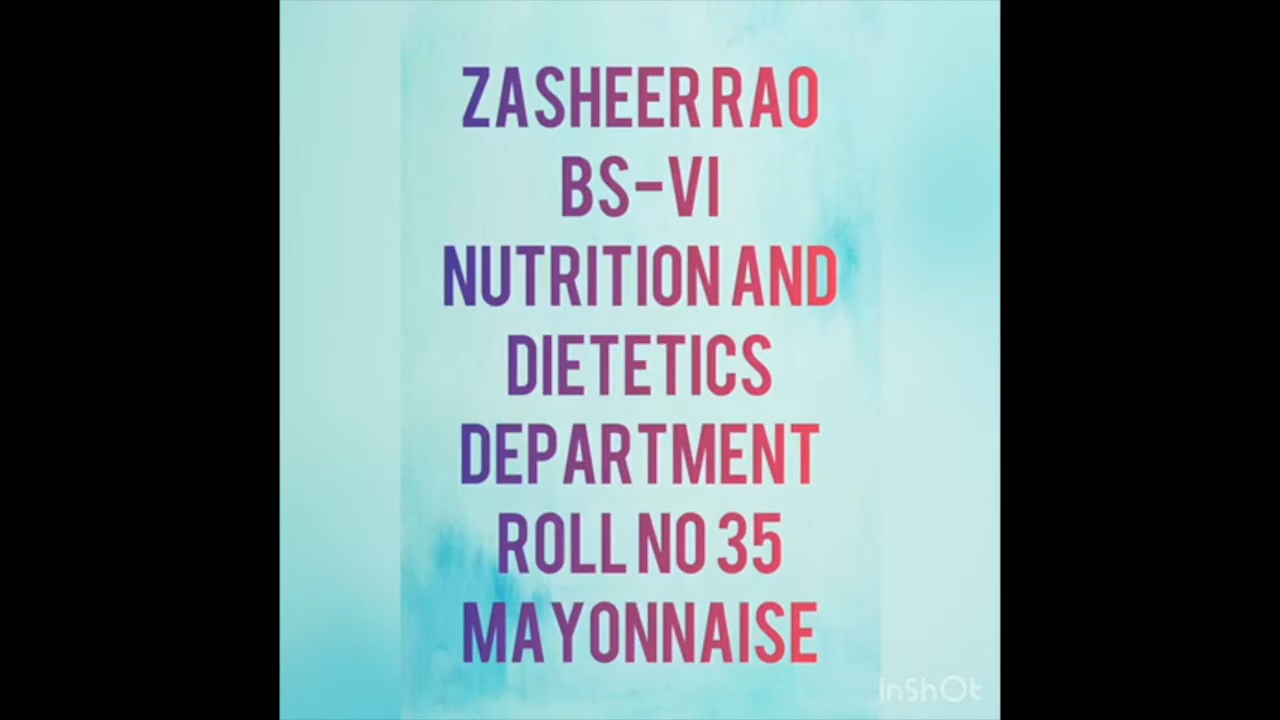 ZASHEER RAO
BS-VI
NUTRITION AND
DIETETICS
DEPARTMENT
ROLL NO 35
MAYONNAISE
InShOt